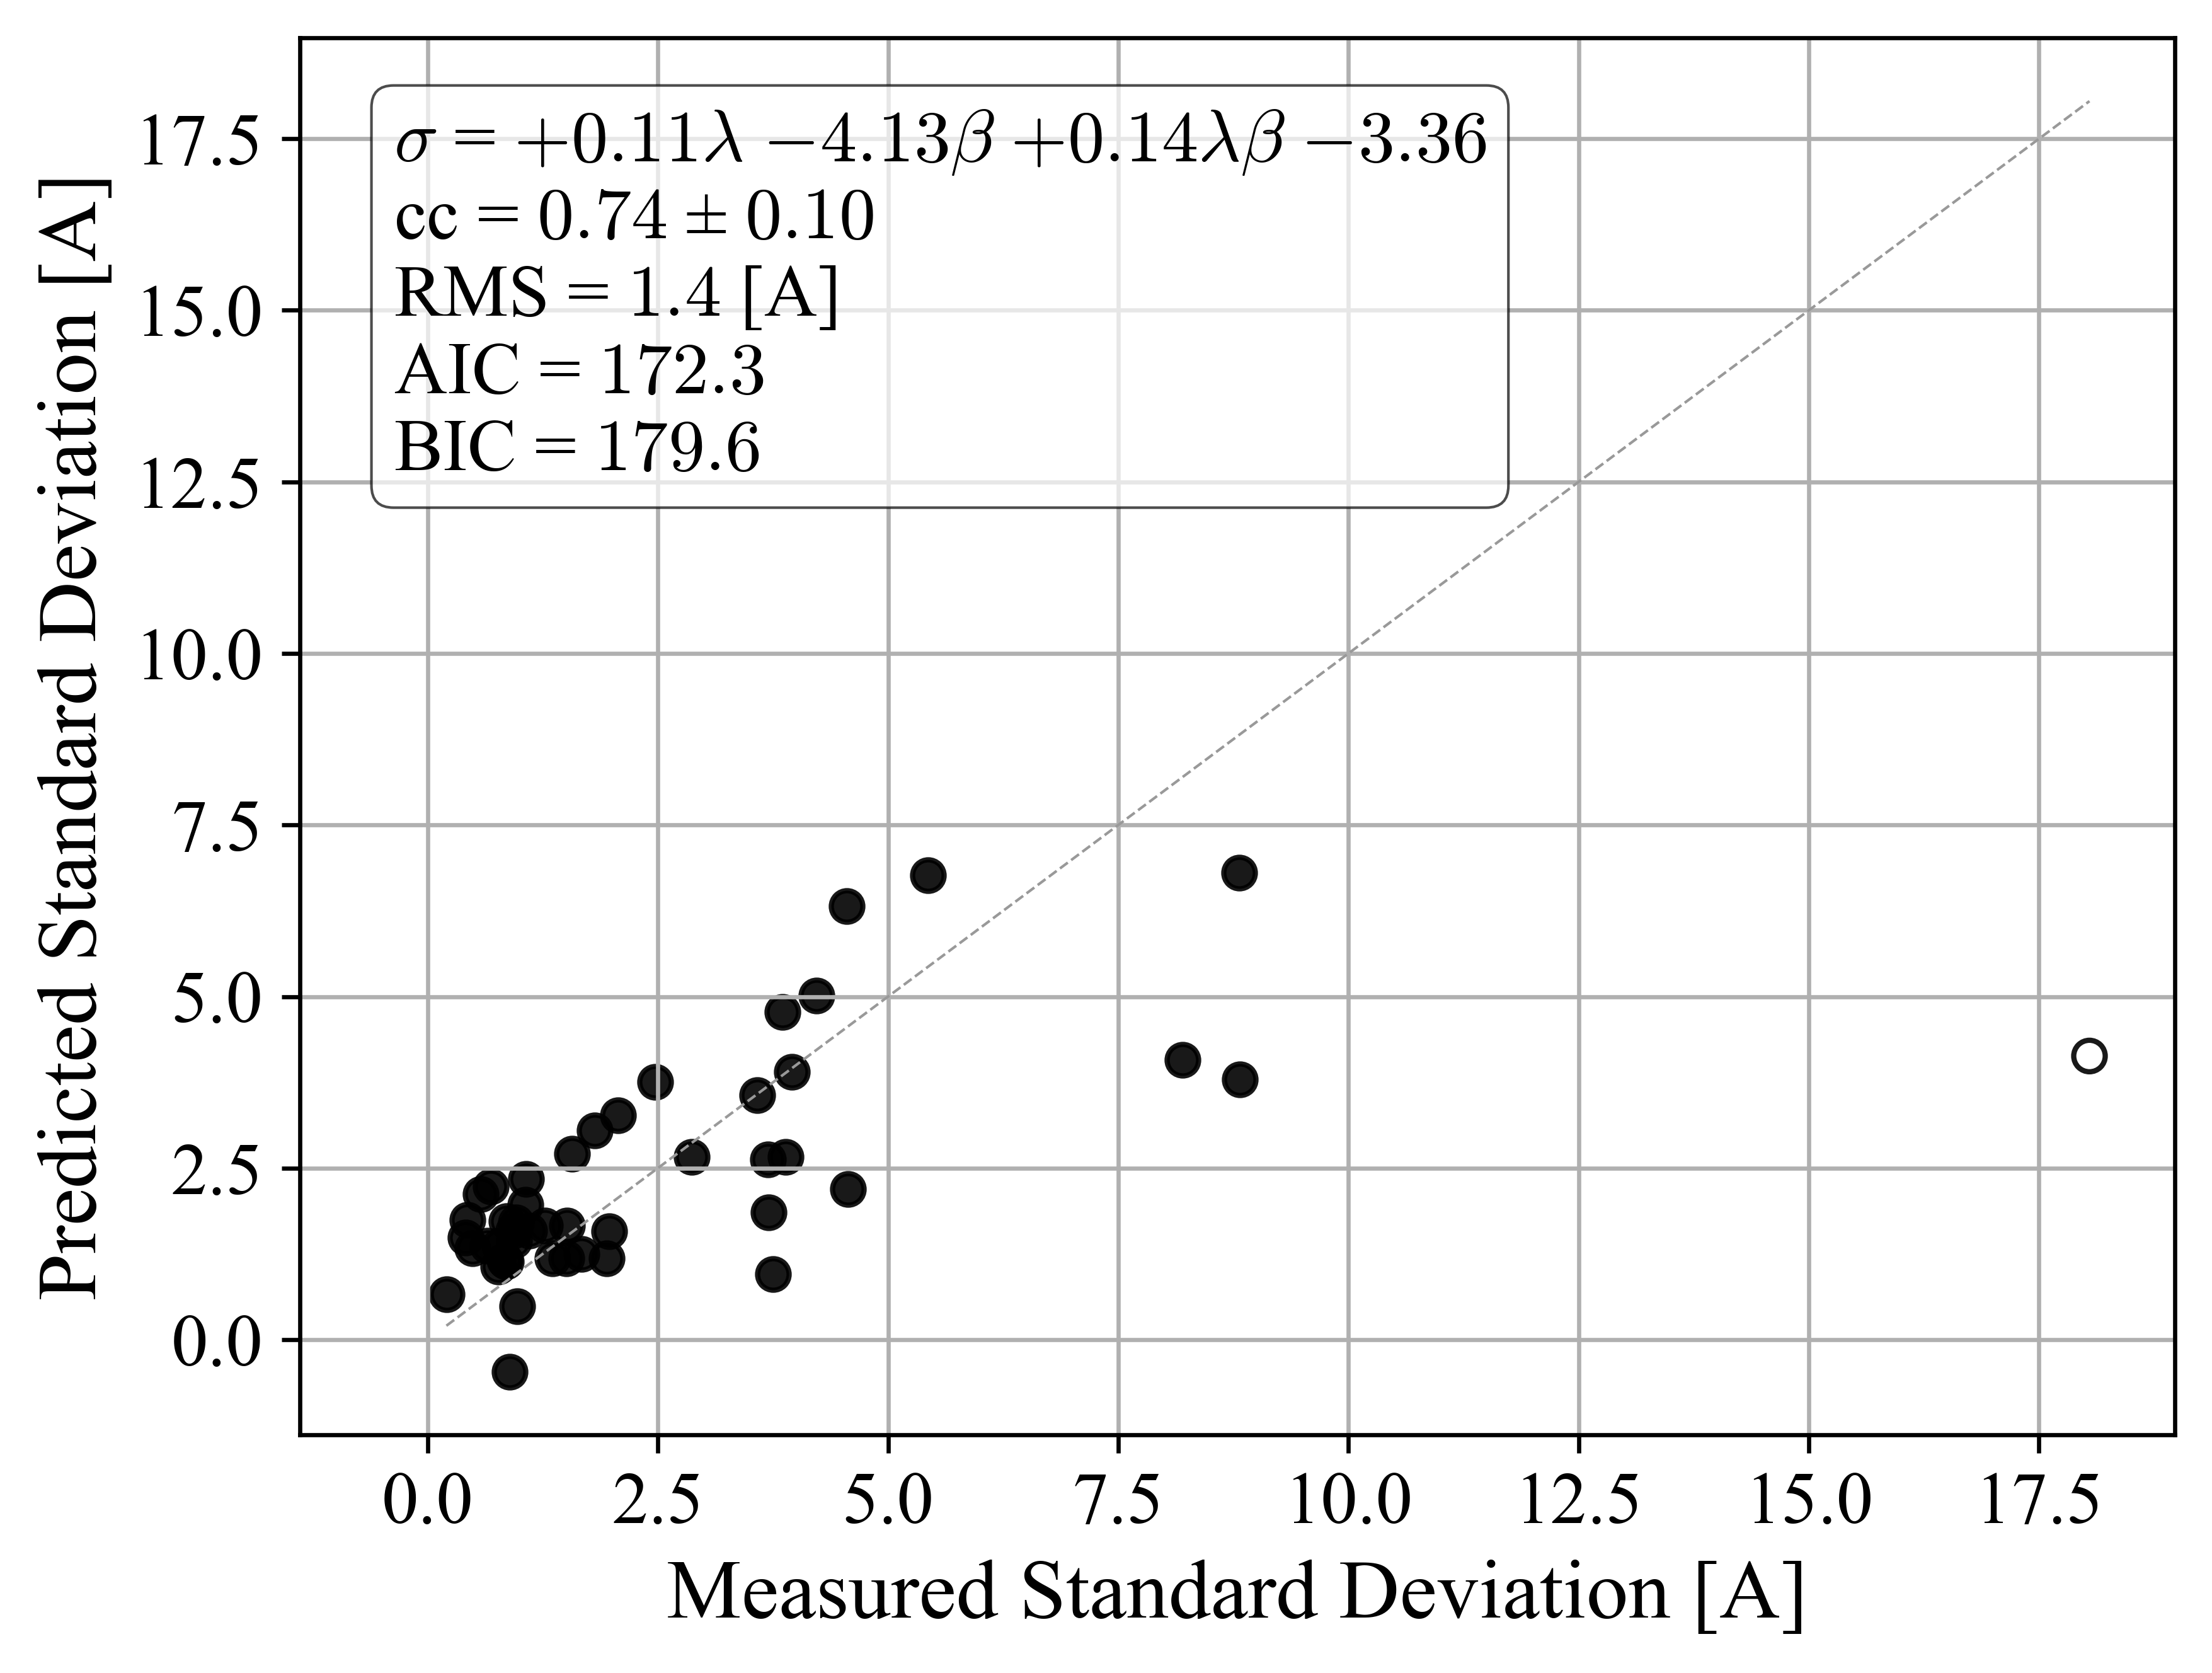 σ = +0.11λ −4.13β +0.14λβ −3.36
cc = 0.74 ± 0.10
RMS = 1.4 [A]
AIC = 172.3
BIC = 179.6
Predicted Standard Deviation [A]
17.5
15.0
12.5
10.0
7.5
5.0
2.5
0.0
0.0 2.5 5.0 7.5 10.0 12.5 15.0 17.5
Measured Standard Deviation [A]